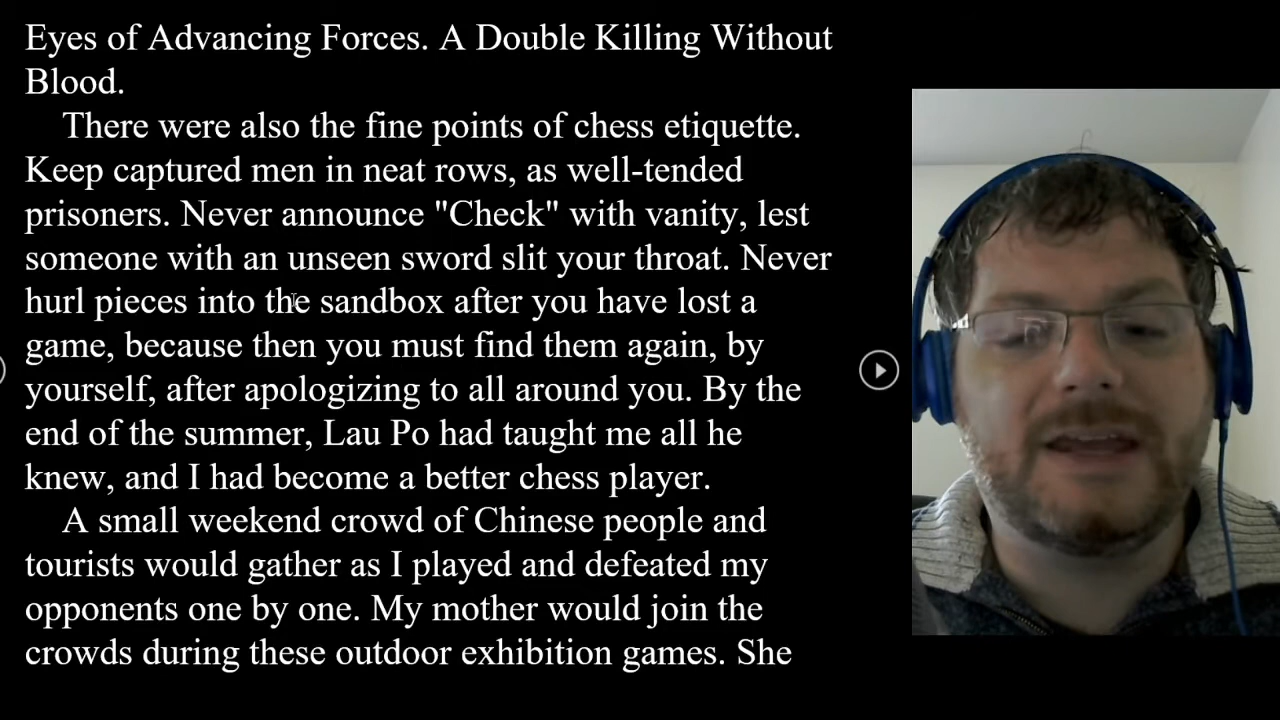 Eyes of Advancing Forces. A Double Killing Without
Blood.
There were also the fine points of chess etiquette.
Keep captured men in neat rows, as well-tended
prisoners. Never announce "Check" with vanity, lest
someone with an unseen sword slit your throat. Never
hurl pieces into the sandbox after you have lost a
game, because then you must find them again, by
yourself, after apologizing to all around you. By the
end of the summer, Lau Po had taught me all he
knew, and I had become a better chess player.
A small weekend crowd of Chinese people and
tourists would gather as I played and defeated my
opponents one by one. My mother would join the
crowds during these outdoor exhibition games. She